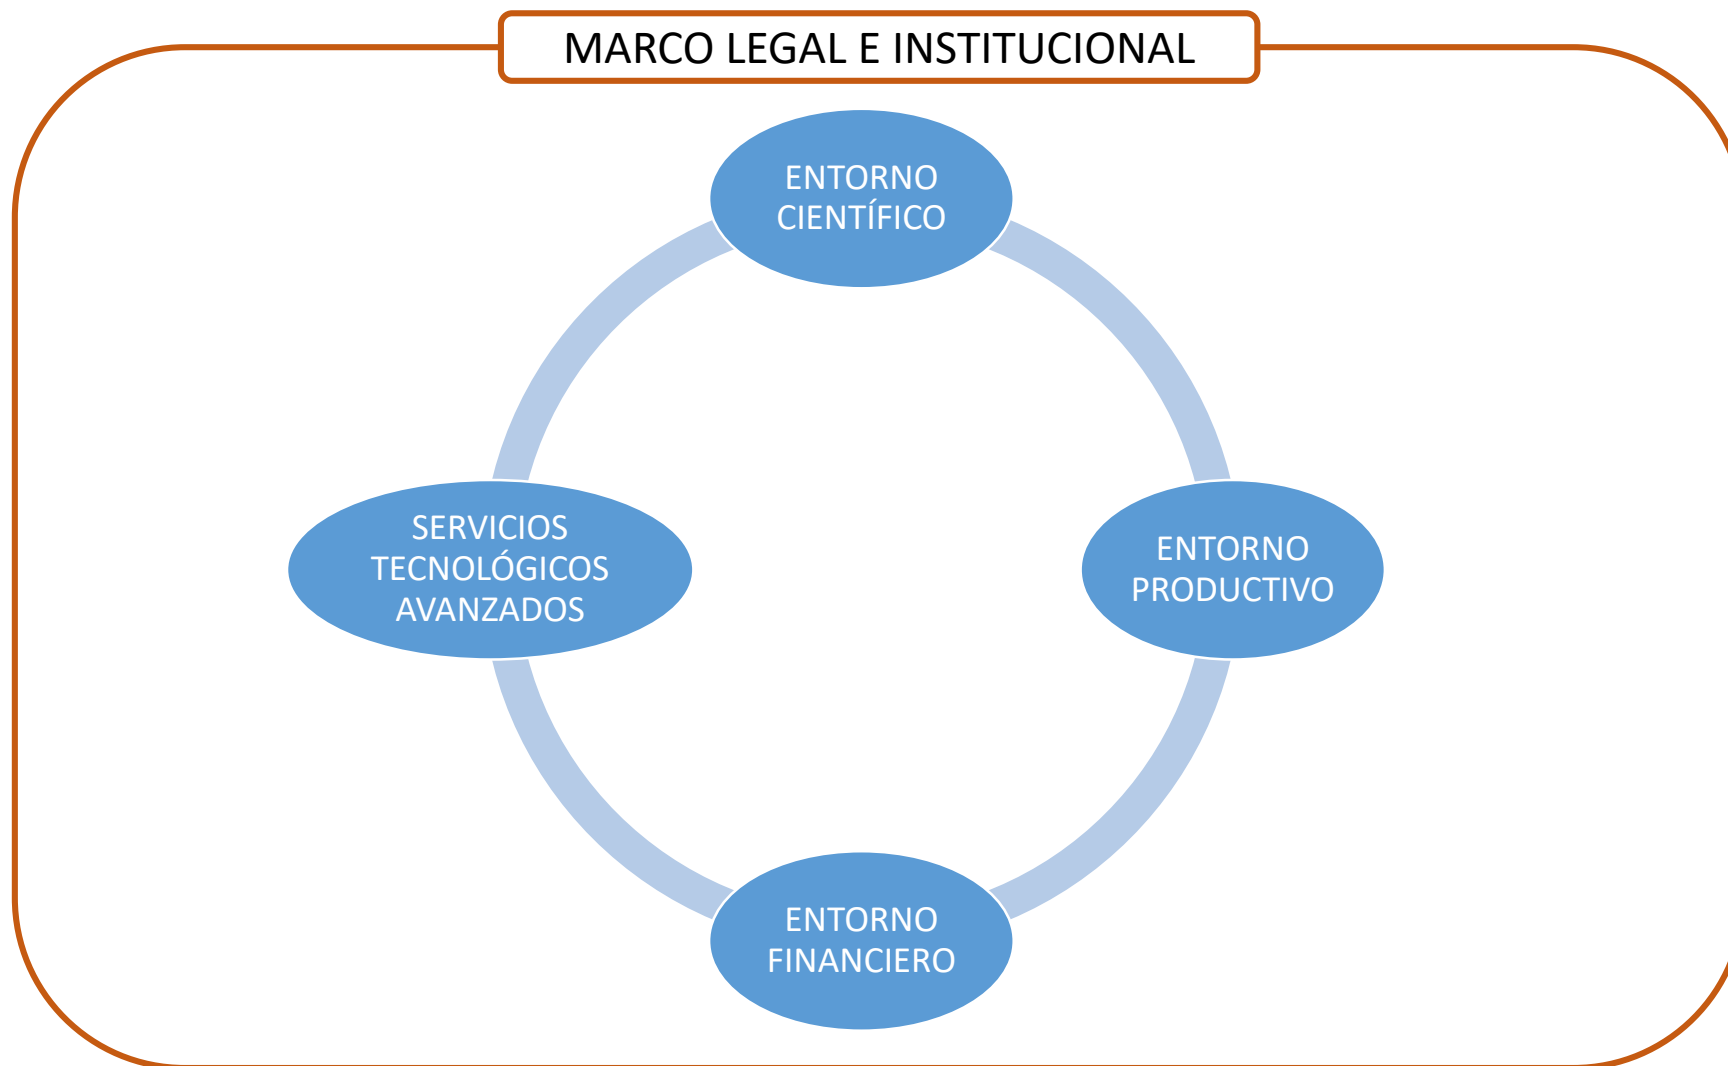 MARCO LEGAL E INSTITUCIONAL
ENTORNO
CIENTÍFICO
SERVICIOS
TECNOLÓGICOS
AVANZADOS
ENTORNO
PRODUCTIVO
ENTORNO
FINANCIERO